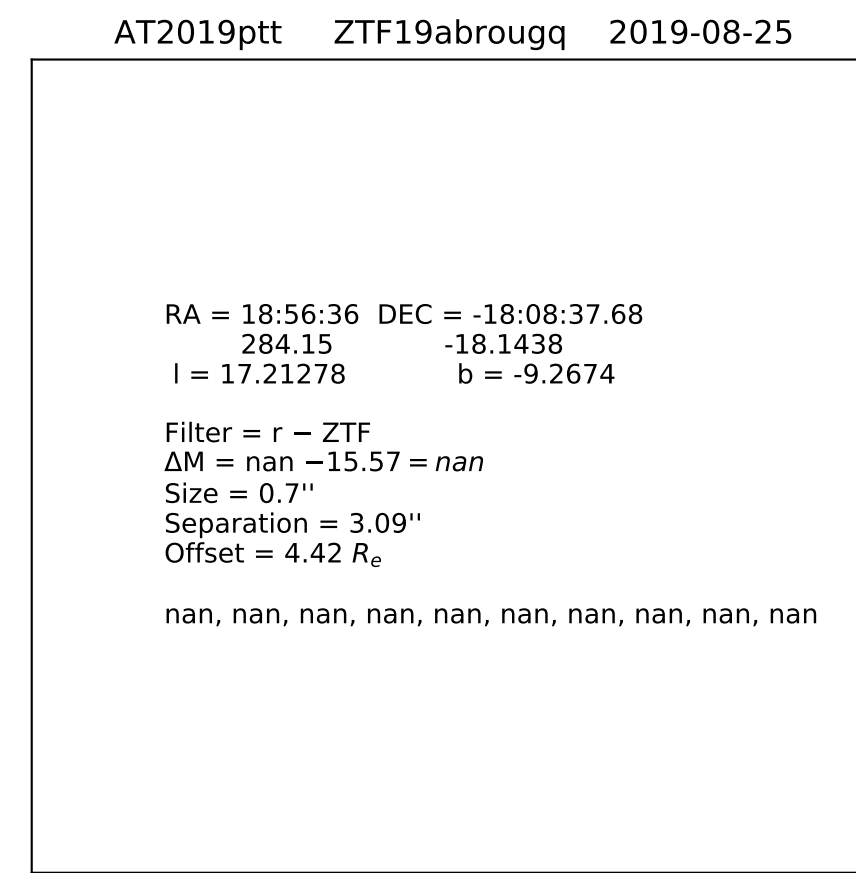 AT2019ptt ZTF19abrougq 2019-08-25
RA = 18:56:36 DEC = -18:08:37.68
284.15 -18.1438
l = 17.21278 b = -9.2674
Filter = r − ZTF
ΔM = nan −15.57 = nan
Size = 0.7''
Separation = 3.09''
Offset = 4.42 Re
nan, nan, nan, nan, nan, nan, nan, nan, nan, nan